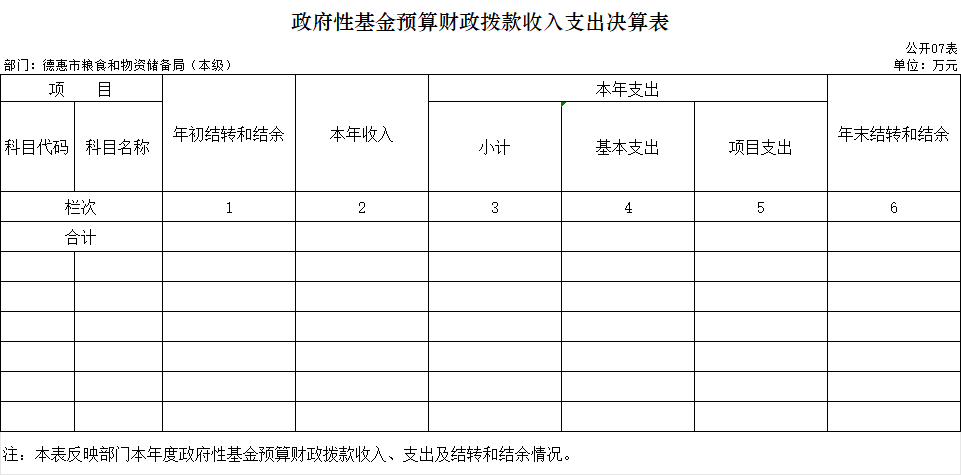 政府性基金预算财政拨款收入支出决算表
公开07表
部门：德惠市粮食和物资储备局（本级）
单位：万元
项 目
年初结转和结余
本年收入
本年支出
年末结转和结余
科目代码
科目名称
小计
基本支出
项目支出
栏次
1
2
3
4
5
6
合计
注：本表反映部门本年度政府性基金预算财政拨款收入、支出及结转和结余情况。